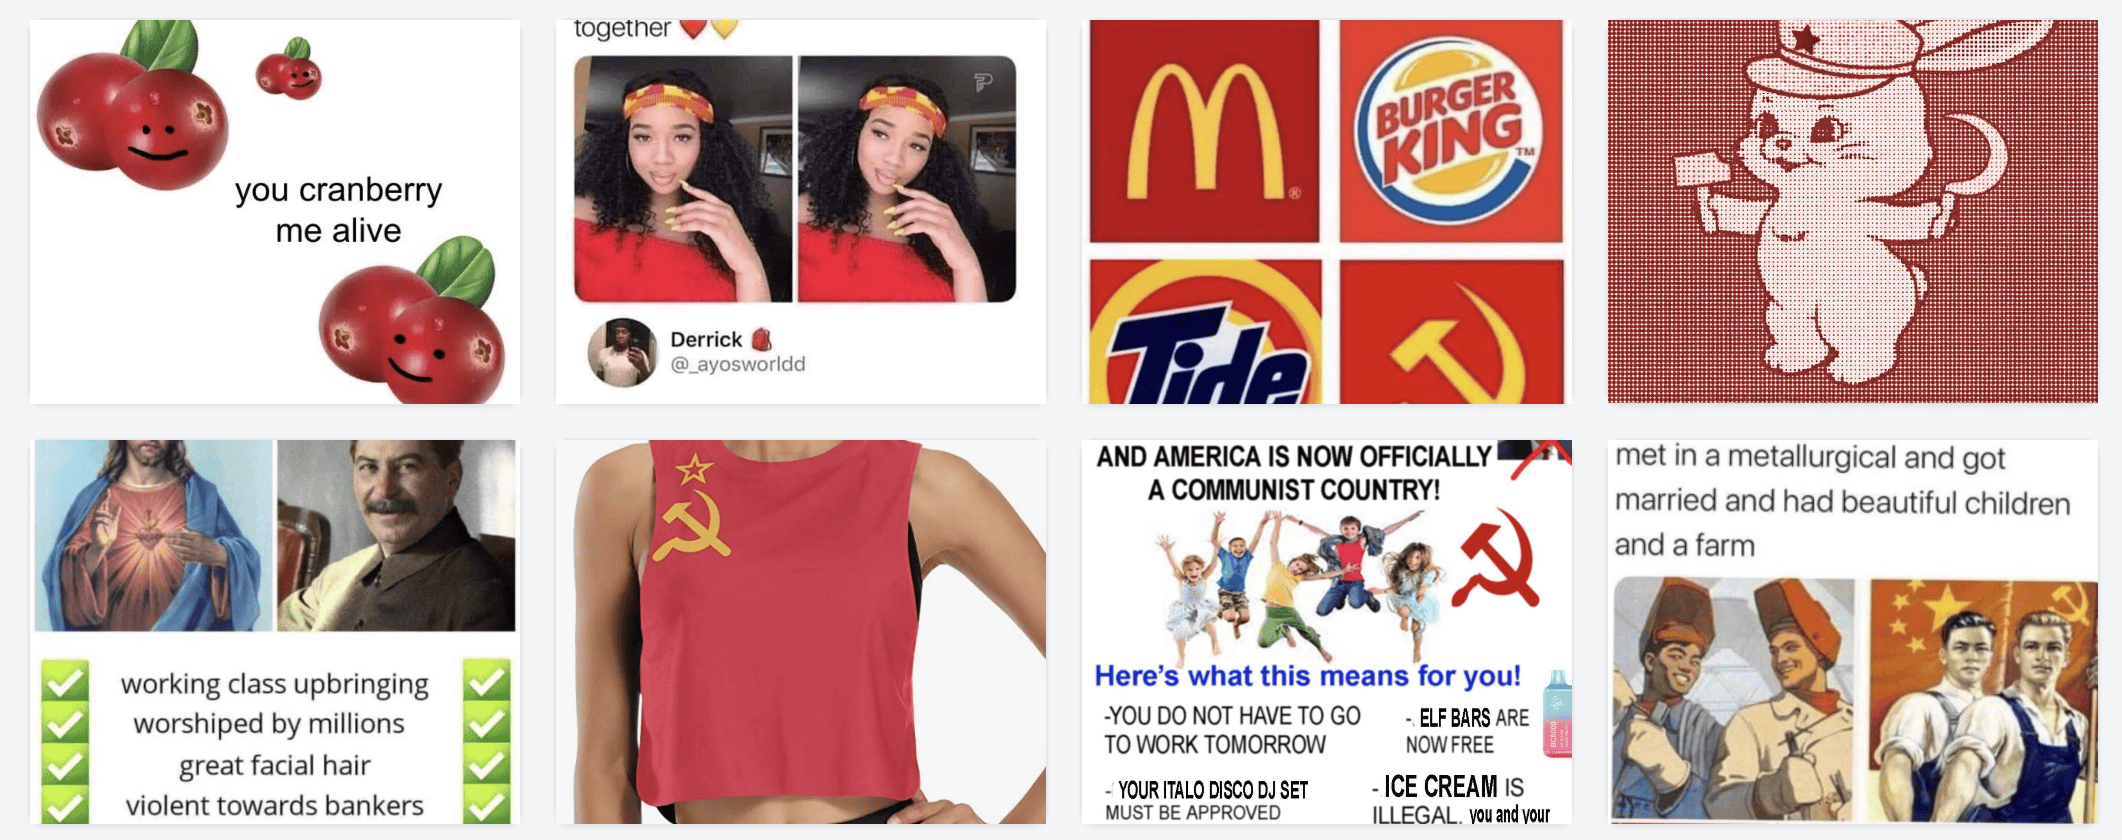 you cranberry
me alive
together
Derrick
@_ayosworldd
M
®
BURGER
KING
TM
Tide
working class upbringing
worshiped by millions
great facial hair
violent towards bankers
AND AMERICA IS NOW OFFICIALLY
A COMMUNIST COUNTRY!
Here's what this means for you!
-YOU DO NOT HAVE TO GO
TO WORK TOMORROW
- ELF BARS ARE
NOW FREE
BC5000
- YOUR ITALO DISCO DJ SET
MUST BE APPROVED
- ICE CREAM IS
ILLEGAL. you and your
met in a metallurgical and got
married and had beautiful children
and a farm